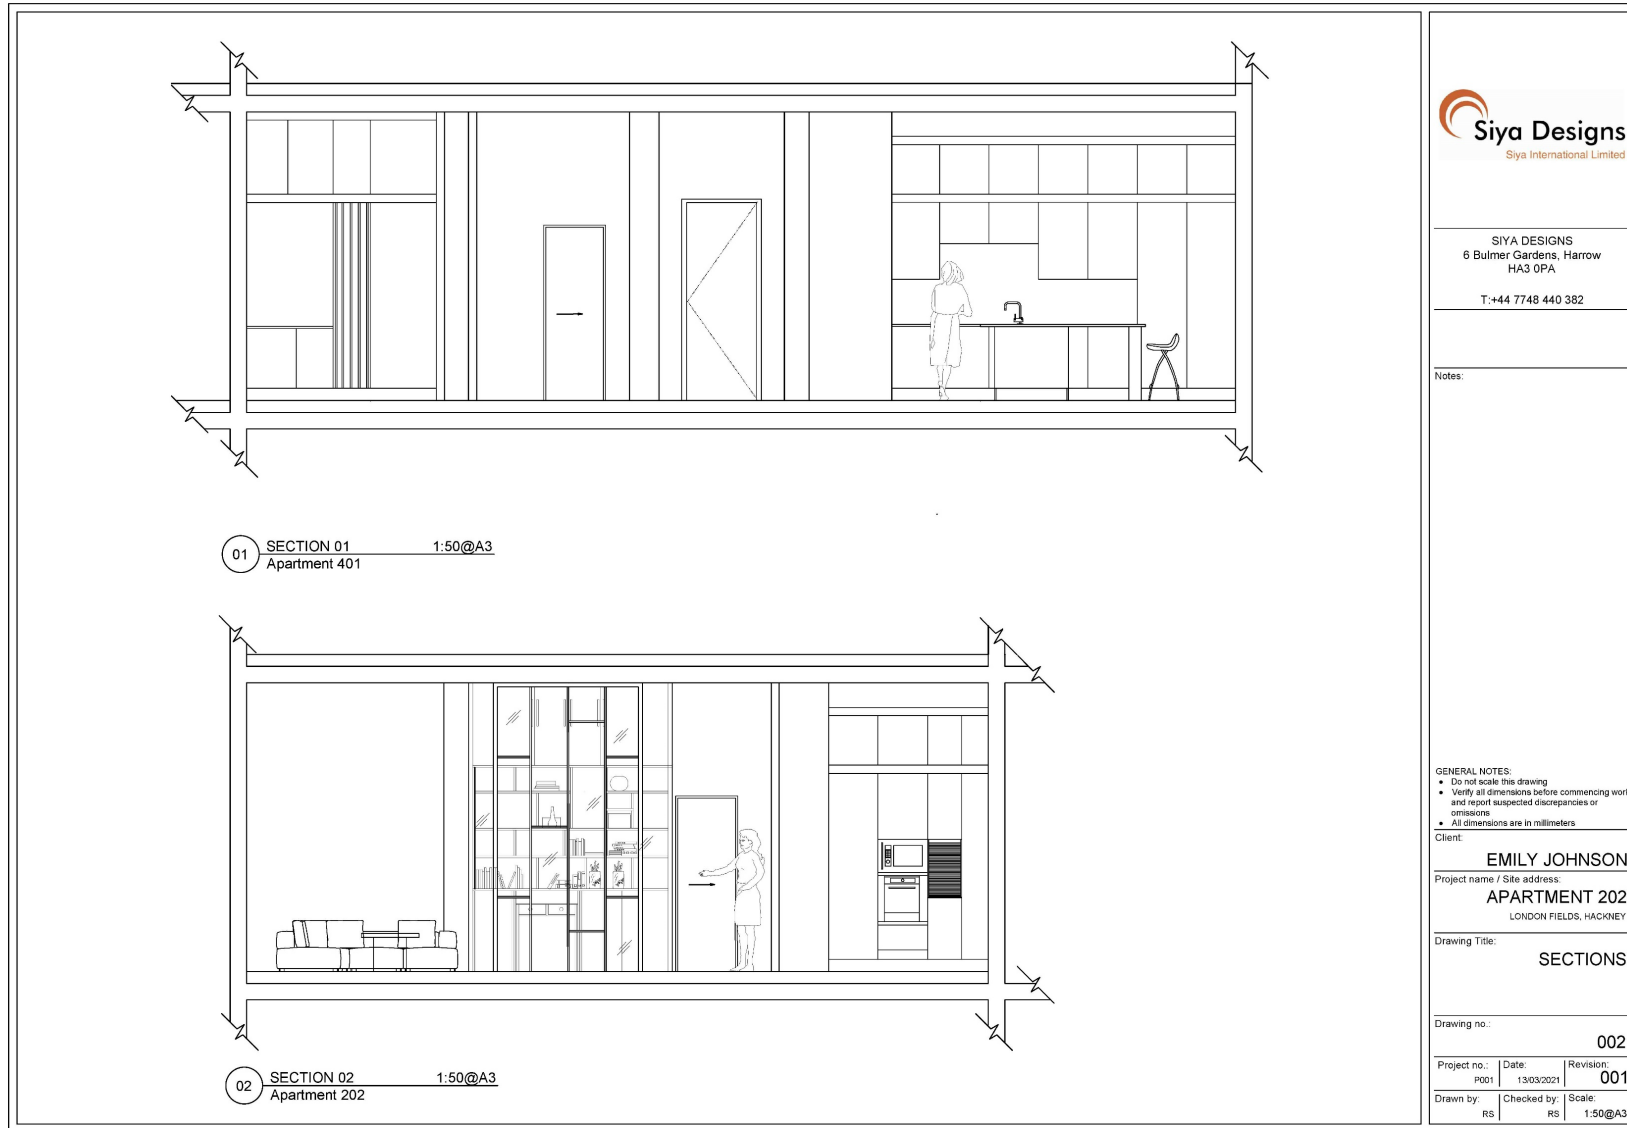 01
SECTION 01 1:50@A3
Apartment 401
02
SECTION 02 1:50@A3
Apartment 202
Siya Designs
Siya International Limited
SIYA DESIGNS
6 Bulmer Gardens, Harrow
HA3 0PA
T:+44 7748 440 382
Notes:
GENERAL NOTES:
• Do not scale this drawing
• Verify all dimensions before commencing work
and report suspected discrepancies or
omissions
• All dimensions are in millimeters
Client:
EMILY JOHNSON
Project name / Site address:
APARTMENT 202
LONDON FIELDS, HACKNEY
Drawing Title:
SECTIONS
Drawing no.:
002
Project no.: Date: Revision:
P001 13/03/2021 001
Drawn by: Checked by: Scale:
RS RS 1:50@A3